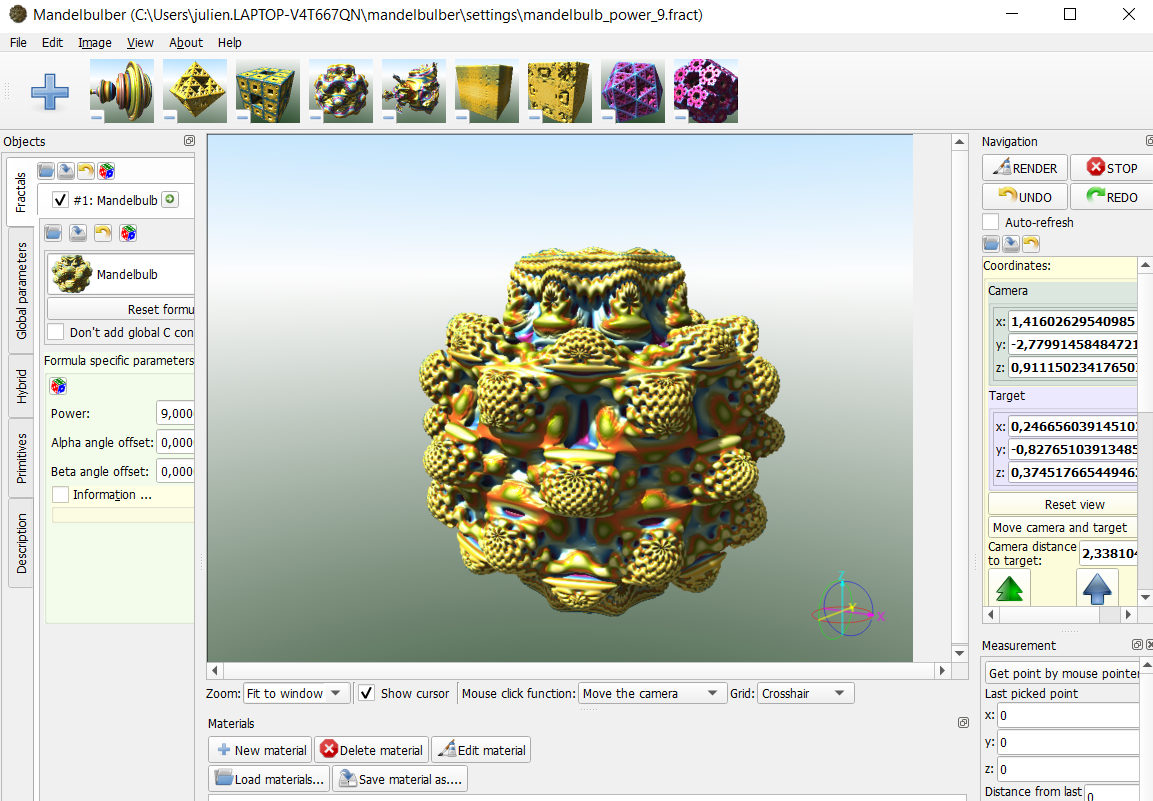 Mandelbulber (C:\Users\julien.LAPTOP-V4T667QN\mandelbulber\settings\mandelbulb_power_9.fract)
File Edit Image View About Help
Objects
Fractals
Global parameters
Hybrid
Primitives
Description
#1: Mandelbulb
Mandelbulb
Reset formu
Don't add global C con
Formula specific parameters
Power: 9,000
Alpha angle offset: 0,000
Beta angle offset: 0,000
Information ...
Z
Y
X
Zoom: Fit to window Show cursor Mouse click function: Move the camera Grid: Crosshair
Materials
New material Delete material Edit material
Load materials... Save material as....
Navigation
RENDER STOP
UNDO REDO
Auto-refresh
Coordinates:
Camera
x: 1,41602629540985
y: -2,77991458484721
z: 0,91115023417650
Target
x: 0,24665603914510
y: -0,82765103913485
z: 0,37451766544946
Reset view
Move camera and target
Camera distance
to target: 2,338104
Measurement
Get point by mouse pointer
Last picked point
x: 0
y: 0
z: 0
Distance from last 0